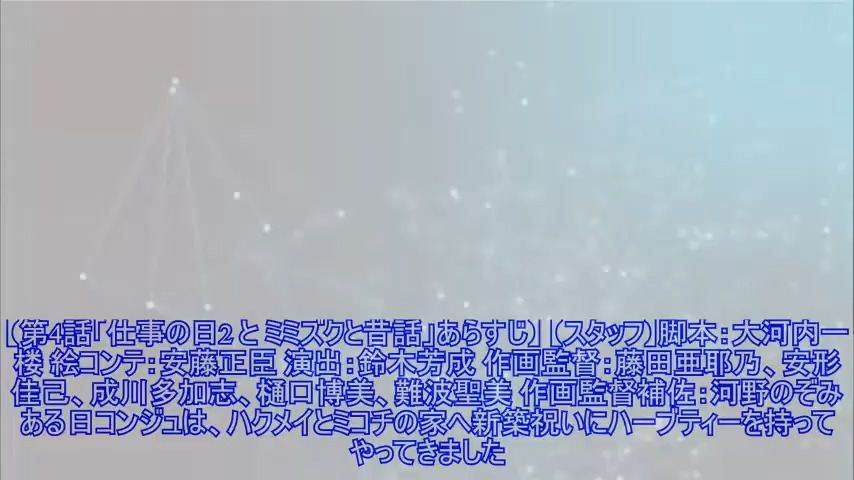 【(第4話「仕事の日2 と ミミズクと昔話」あらすじ)】【(スタッフ)】脚本：大河内一
楼 絵コンテ：安藤正臣 演出：鈴木芳成 作画監督：藤田亜耶乃、安形
佳己、成川多加志、樋口博美、難波聖美 作画監督補佐：河野のぞみ
ある日コンジュは、ハクメイとミコチの家へ新築祝いにハーブティーを持って
やってきました